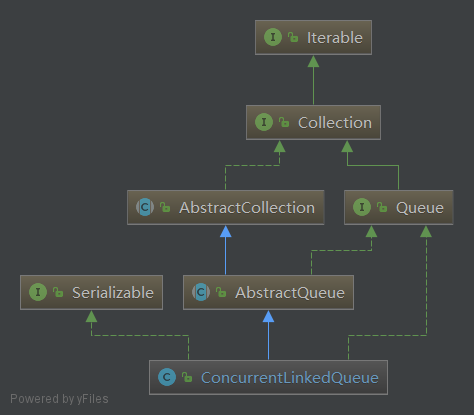 I Iterable
I Collection
C AbstractCollection
I Queue
I Serializable
C AbstractQueue
C ConcurrentLinkedQueue
Powered by yFiles